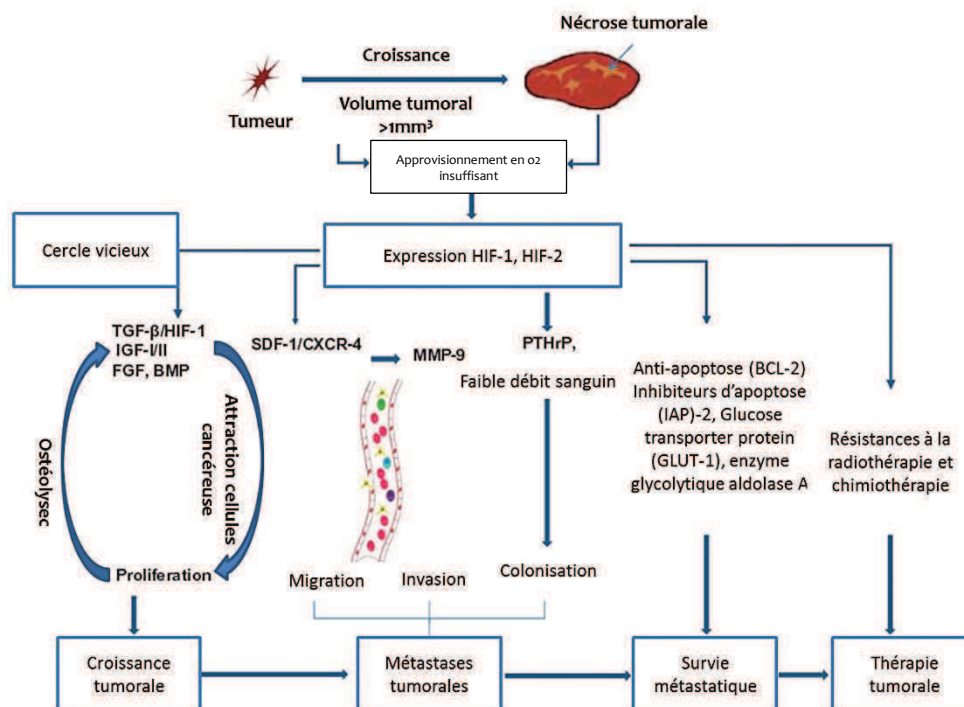 Nécrose tumorale
Croissance
Tumeur
Volume tumoral
>1mm³
Approvisionnement en o2
insuffisant
Cercle vicieux
Expression HIF-1, HIF-2
TGF-β/HIF-1
IGF-I/II
FGF, BMP
SDF-1/CXCR-4
MMP-9
PTHrP,
Faible débit sanguin
Anti-apoptose (BCL-2)
Inhibiteurs d'apoptose
(IAP)-2, Glucose
transporter protein
(GLUT-1), enzyme
glycolytique aldolase A
Résistances à la
radiothérapie et
chimiothérapie
Ostéolysec
Attraction cellules
cancéreuse
Proliferation
Migration
Invasion
Colonisation
Croissance
tumorale
Métastases
tumorales
Survie
métastatique
Thérapie
tumorale